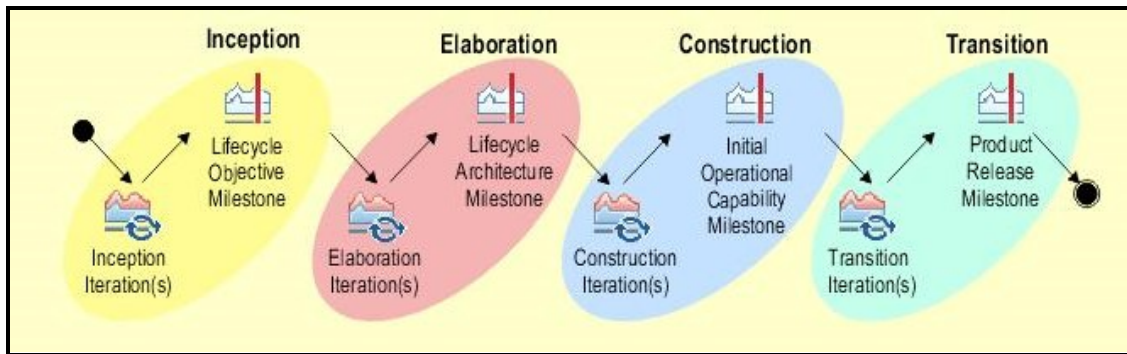 Inception
Elaboration
Construction
Transition
Lifecycle
Objective
Milestone
Inception
Iteration(s)
Lifecycle
Architecture
Milestone
Elaboration
Iteration(s)
Initial
Operational
Capability
Milestone
Construction
Iteration(s)
Product
Release
Milestone
Transition
Iteration(s)